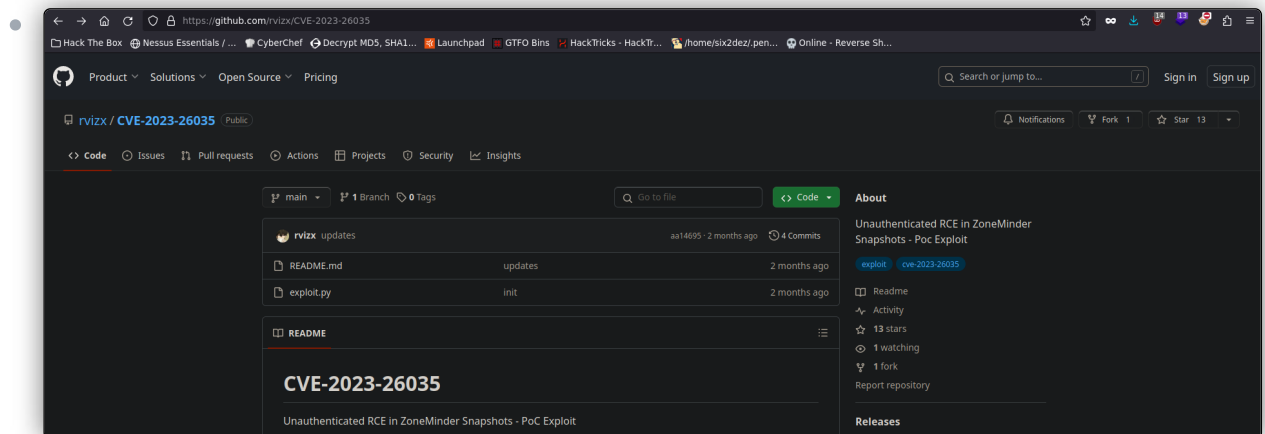 https://github.com/rvizx/CVE-2023-26035
14 13
Hack The Box Nessus Essentials / ... CyberChef Decrypt MD5, SHA1... Launchpad GTFO Bins HackTricks - HackTr... /home/six2dez/.pen... Online - Reverse Sh...
Product Solutions Open Source Pricing Search or jump to... / Sign in Sign up
rvizx / CVE-2023-26035 Public Notifications Fork 1 Star 13
Code Issues Pull requests Actions Projects Security Insights
main 1 Branch 0 Tags Go to file Code
rvizx updates aa14695 · 2 months ago 4 Commits
README.md updates 2 months ago
exploit.py init 2 months ago
README
CVE-2023-26035
Unauthenticated RCE in ZoneMinder Snapshots - PoC Exploit
About
Unauthenticated RCE in ZoneMinder
Snapshots - Poc Exploit
exploit cve-2023-26035
Readme
Activity
13 stars
1 watching
1 fork
Report repository
Releases